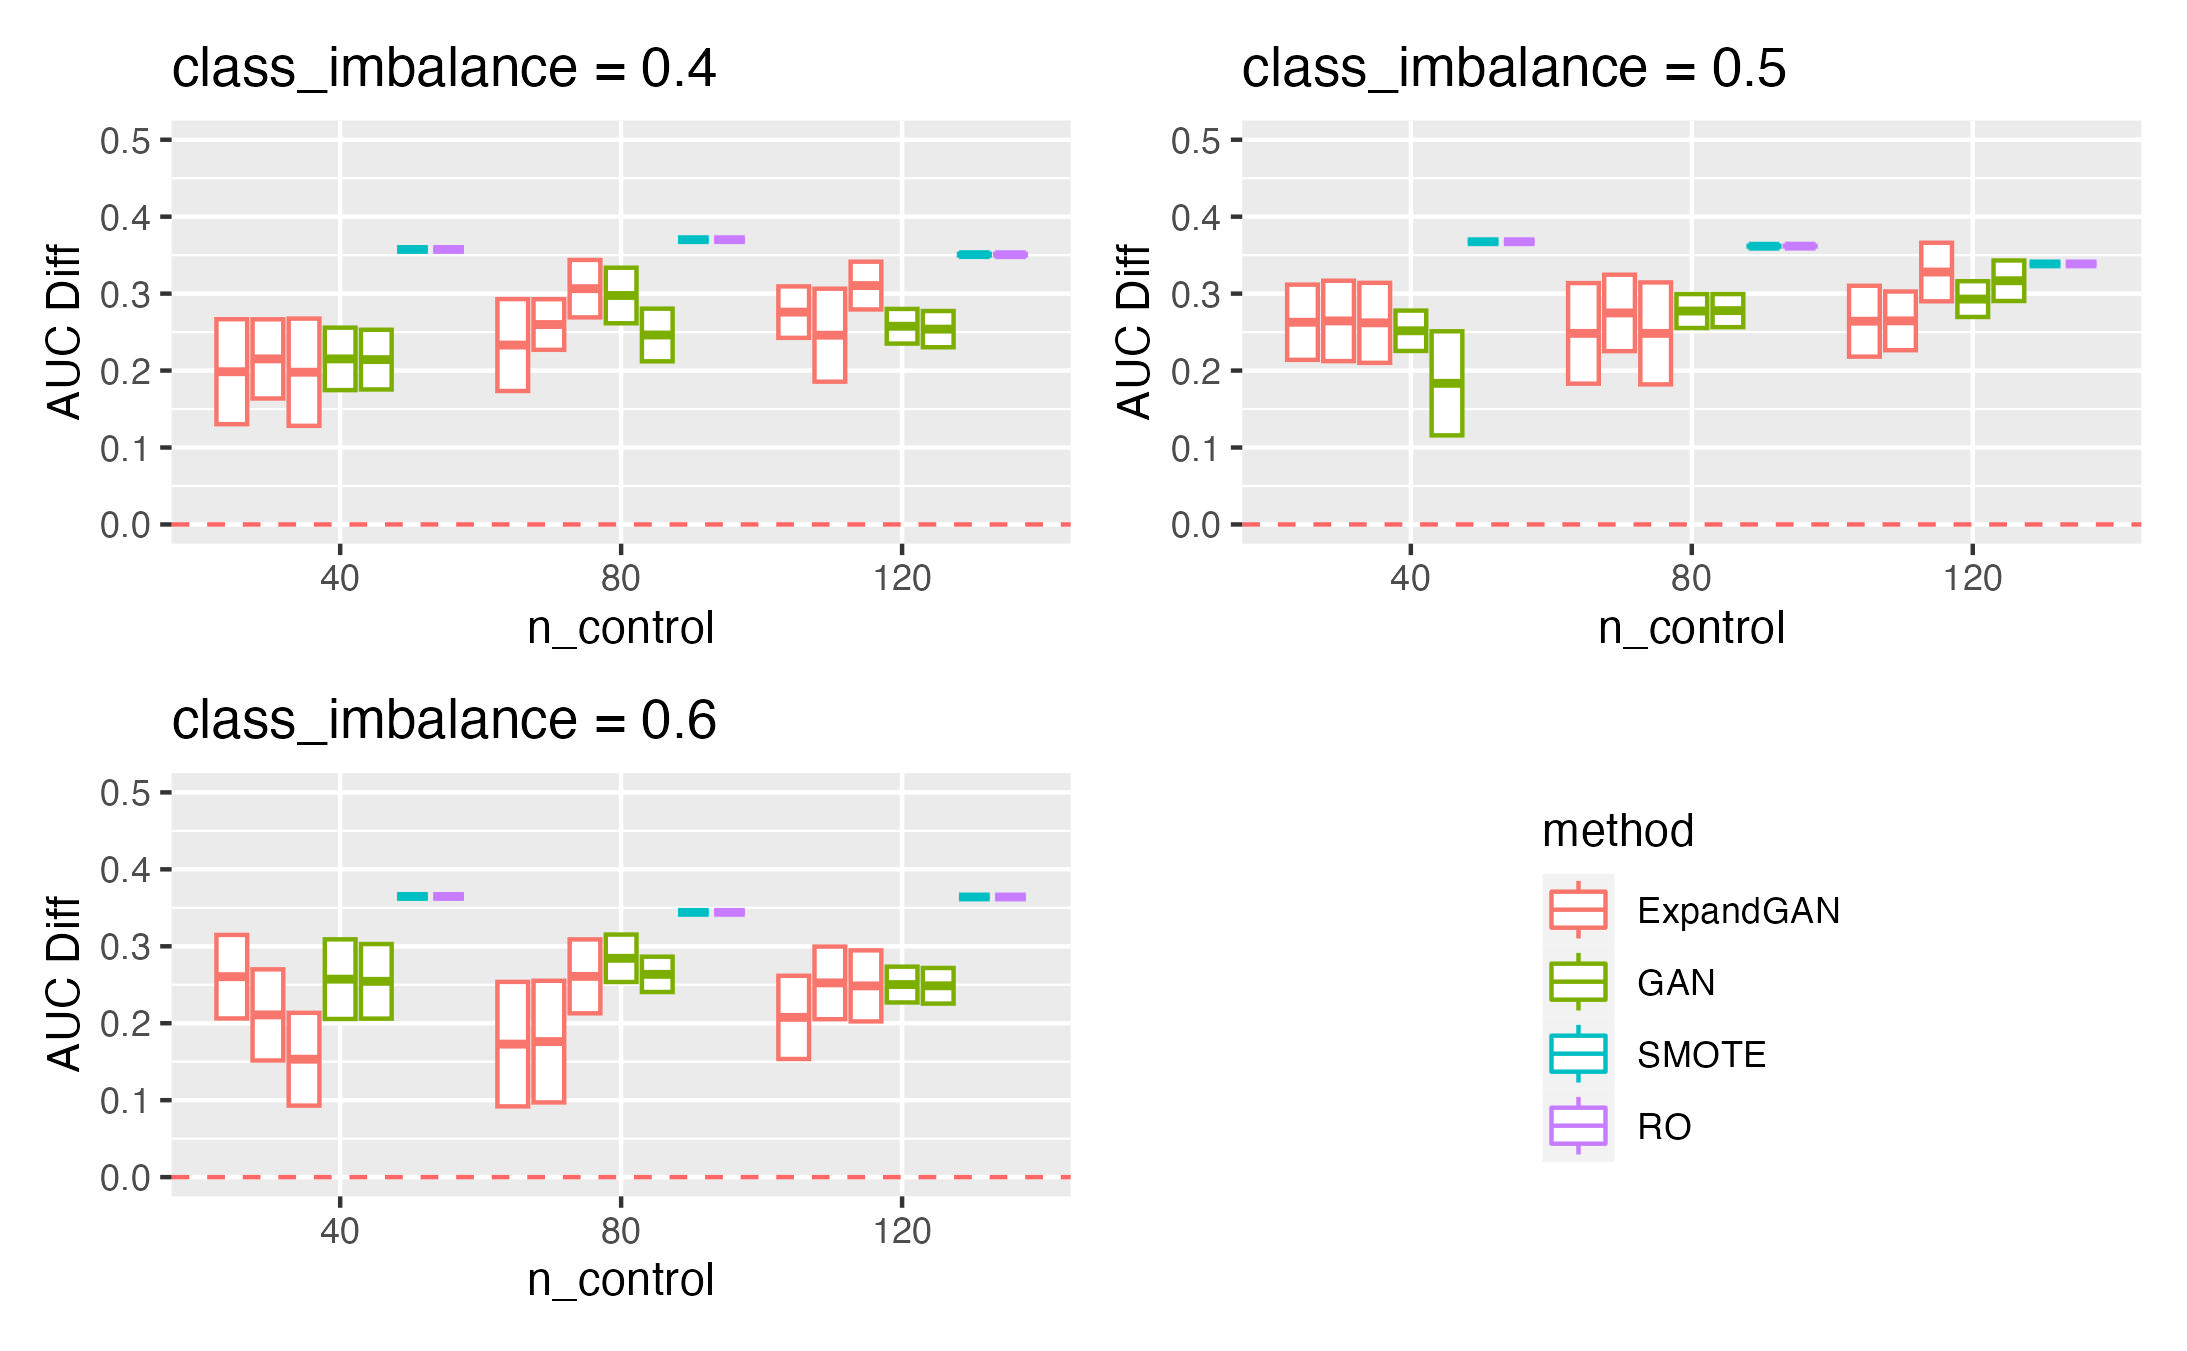 class_imbalance = 0.4
0.5
0.4
0.3
0.2
0.1
0.0
AUC Diff
40 80 120
n_control
class_imbalance = 0.5
0.5
0.4
0.3
0.2
0.1
0.0
AUC Diff
40 80 120
n_control
class_imbalance = 0.6
0.5
0.4
0.3
0.2
0.1
0.0
AUC Diff
40 80 120
n_control
method
ExpandGAN
GAN
SMOTE
RO